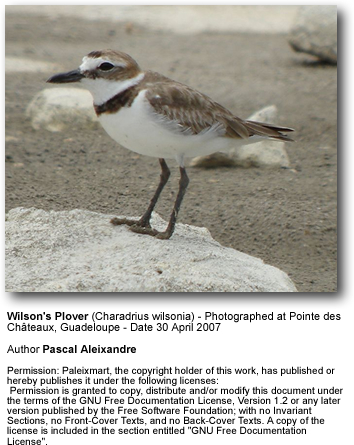 Wilson's Plover (Charadrius wilsonia) - Photographed at Pointe des
Châteaux, Guadeloupe - Date 30 April 2007
Author Pascal Aleixandre
Permission: Paleixmart, the copyright holder of this work, has published or
hereby publishes it under the following licenses:
Permission is granted to copy, distribute and/or modify this document under
the terms of the GNU Free Documentation License, Version 1.2 or any later
version published by the Free Software Foundation; with no Invariant
Sections, no Front-Cover Texts, and no Back-Cover Texts. A copy of the
license is included in the section entitled "GNU Free Documentation
License".